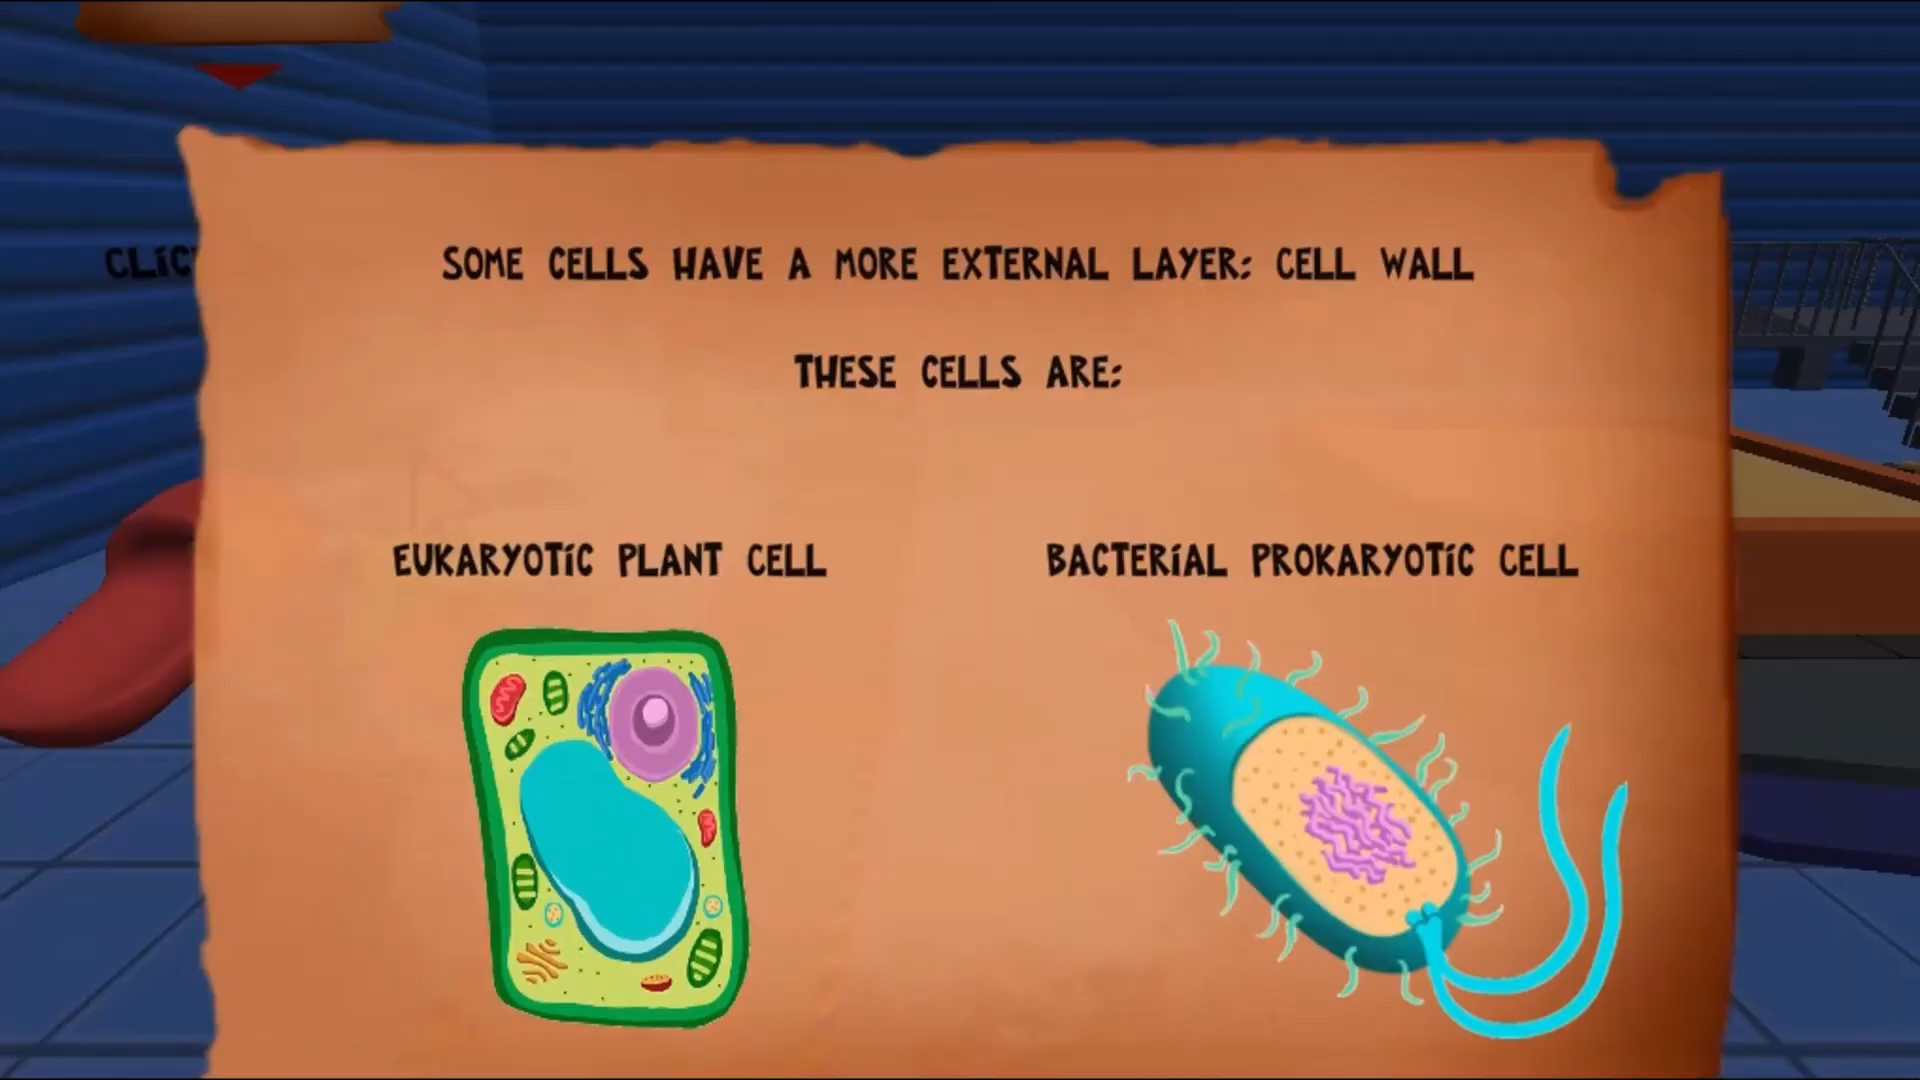 SOME CELLS HAVE A MORE EXTERNAL LAYER: CELL WALL
THESE CELLS ARE:
EUKARYOTIC PLANT CELL
BACTERIAL PROKARYOTIC CELL